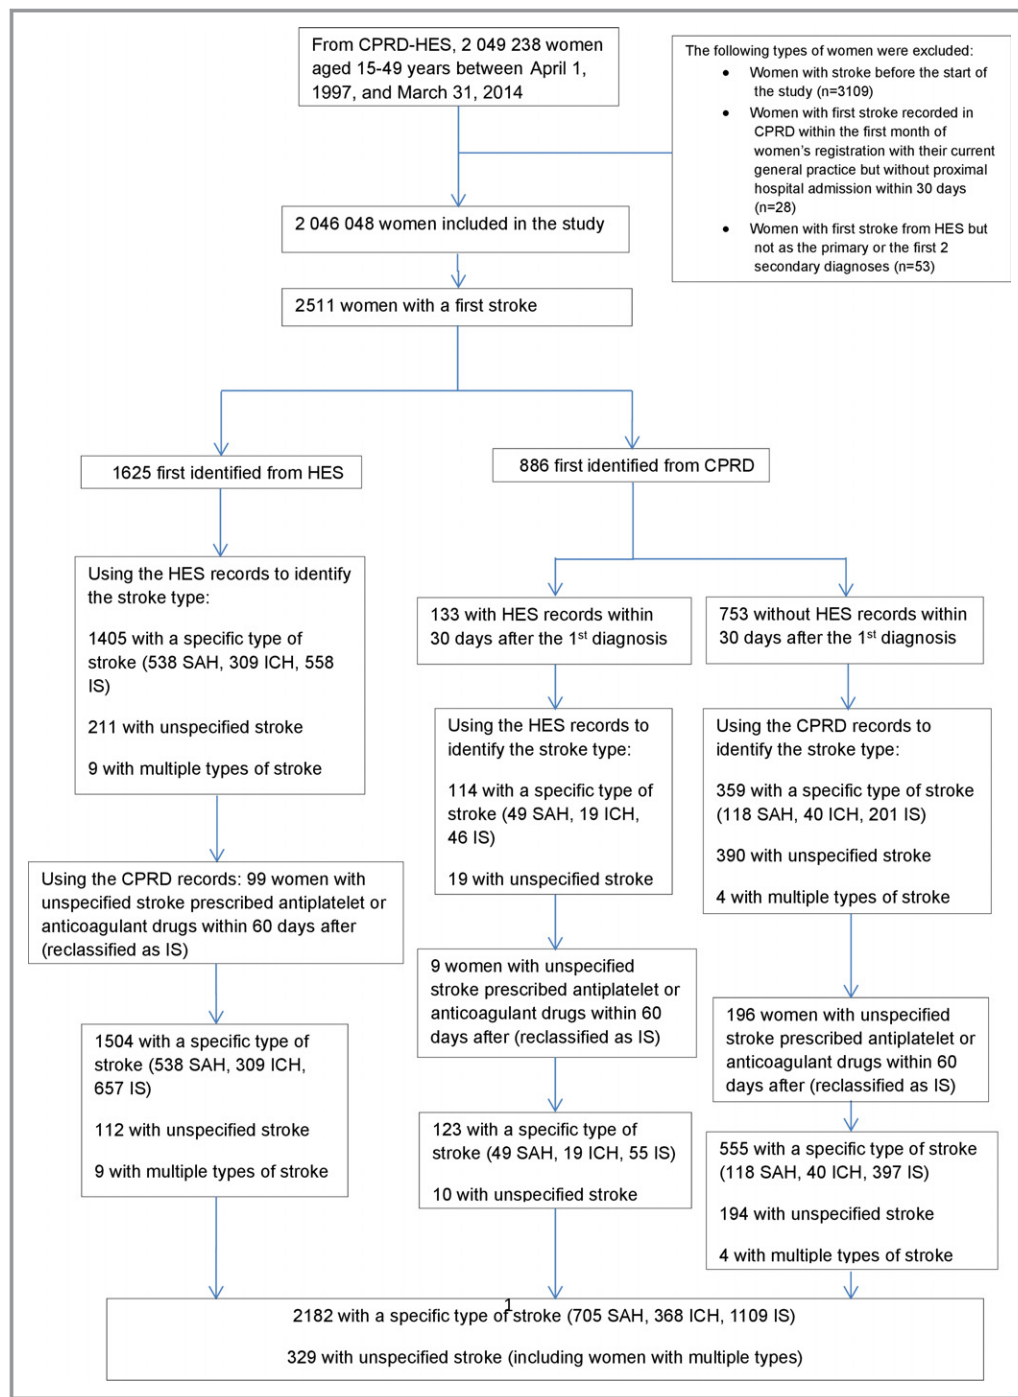 From CPRD-HES, 2 049 238 women
aged 15-49 years between April 1,
1997, and March 31, 2014
The following types of women were excluded:
● Women with stroke before the start of
the study (n=3109)
● Women with first stroke recorded in
CPRD within the first month of
women's registration with their current
general practice but without proximal
hospital admission within 30 days
(n=28)
● Women with first stroke from HES but
not as the primary or the first 2
secondary diagnoses (n=53)
2 046 048 women included in the study
2511 women with a first stroke
1625 first identified from HES
886 first identified from CPRD
Using the HES records to identify
the stroke type:
1405 with a specific type of
stroke (538 SAH, 309 ICH, 558
IS)
211 with unspecified stroke
9 with multiple types of stroke
133 with HES records within
30 days after the 1st diagnosis
753 without HES records within
30 days after the 1st diagnosis
Using the HES records to
identify the stroke type:
114 with a specific type of
stroke (49 SAH, 19 ICH,
46 IS)
19 with unspecified stroke
Using the CPRD records to
identify the stroke type:
359 with a specific type of stroke
(118 SAH, 40 ICH, 201 IS)
390 with unspecified stroke
4 with multiple types of stroke
Using the CPRD records: 99 women with
unspecified stroke prescribed antiplatelet or
anticoagulant drugs within 60 days after
(reclassified as IS)
9 women with unspecified
stroke prescribed antiplatelet or
anticoagulant drugs within 60
days after (reclassified as IS)
196 women with unspecified
stroke prescribed antiplatelet or
anticoagulant drugs within 60
days after (reclassified as IS)
1504 with a specific type of
stroke (538 SAH, 309 ICH,
657 IS)
112 with unspecified stroke
9 with multiple types of stroke
123 with a specific type of
stroke (49 SAH, 19 ICH, 55 IS)
10 with unspecified stroke
555 with a specific type of stroke
(118 SAH, 40 ICH, 397 IS)
194 with unspecified stroke
4 with multiple types of stroke
1
2182 with a specific type of stroke (705 SAH, 368 ICH, 1109 IS)
329 with unspecified stroke (including women with multiple types)